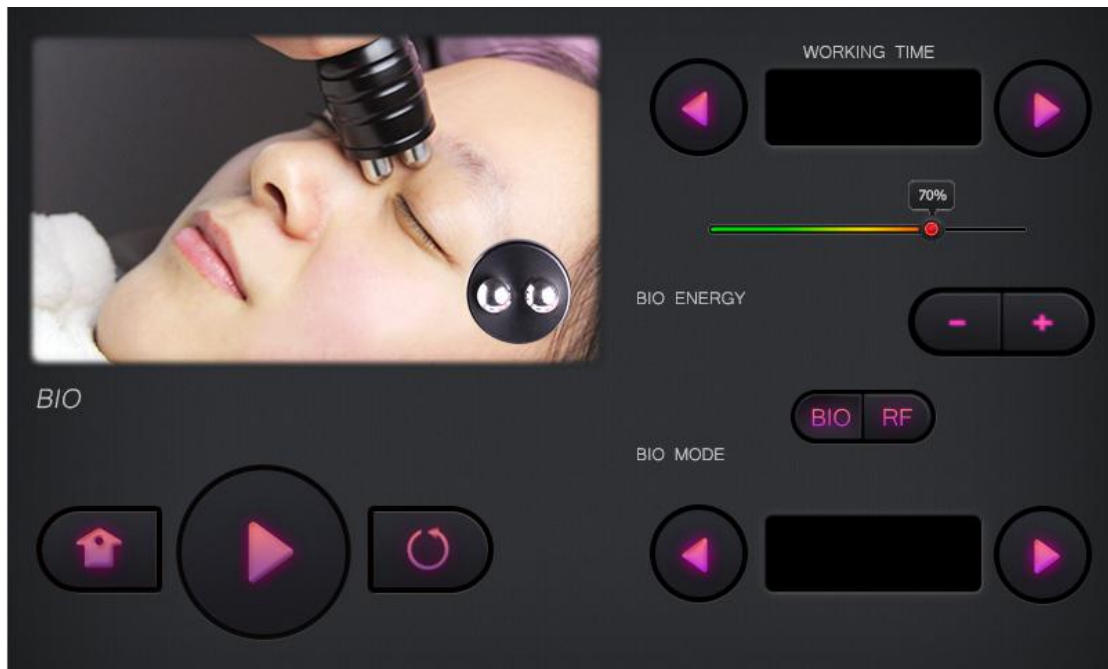 WORKING TIME
70%
BIO ENERGY
- +
BIO
BIO RF
BIO MODE